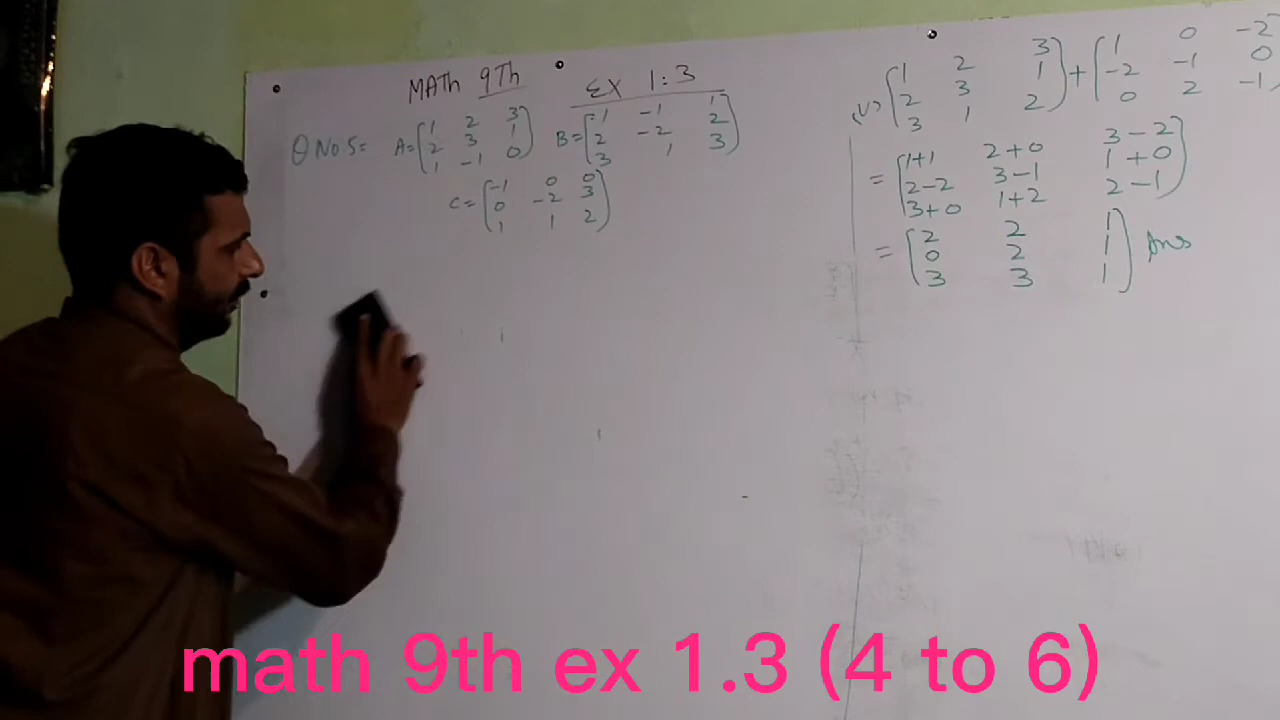 MATh 9Th EX 1:3
Q No 5= A=[1 2 3 B=[1 -1 1
2 3 1 2 -2 2
1 -1 0] 3 1 3]
C=[-1 0 0
0 -2 3
1 1 2]
(v) [1 2 3 + [1 0 -2
2 3 1 -2 -1 0
3 1 2] 0 2 -1
= [1+1 2+0 3-2
2-2 3-1 1+0
3+0 1+2 2-1]
= [2 2 1
0 2 1
3 3 1] Ans
math 9th ex 1.3 (4 to 6)